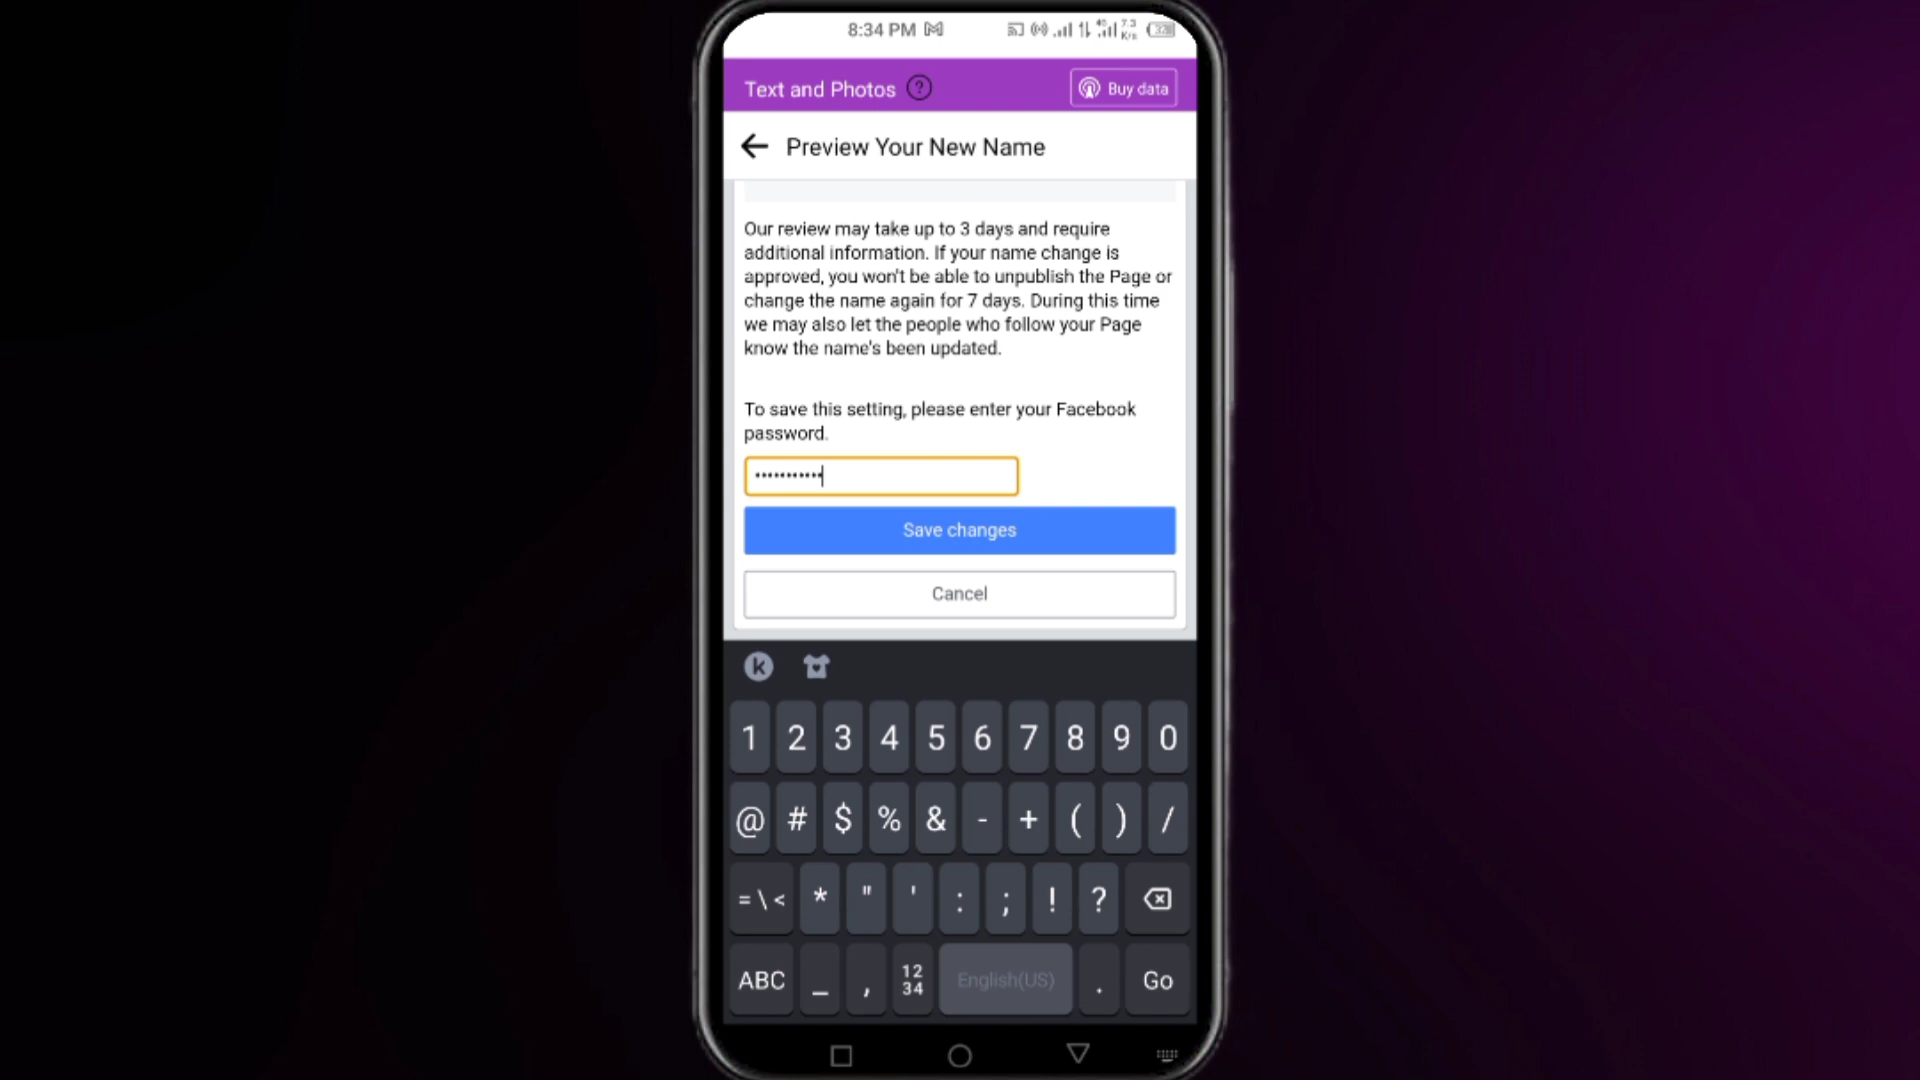 8:34 PM
4G 7.3 K/s
Text and Photos ? Buy data
Preview Your New Name
Our review may take up to 3 days and require
additional information. If your name change is
approved, you won't be able to unpublish the Page or
change the name again for 7 days. During this time
we may also let the people who follow your Page
know the name's been updated.
To save this setting, please enter your Facebook
password.
•••••••••••
Save changes
Cancel
k
1 2 3 4 5 6 7 8 9 0
@ # $ % & - + ( ) /
= \ < * " ' : ; ! ?
ABC _ , 12 34 English(US) . Go